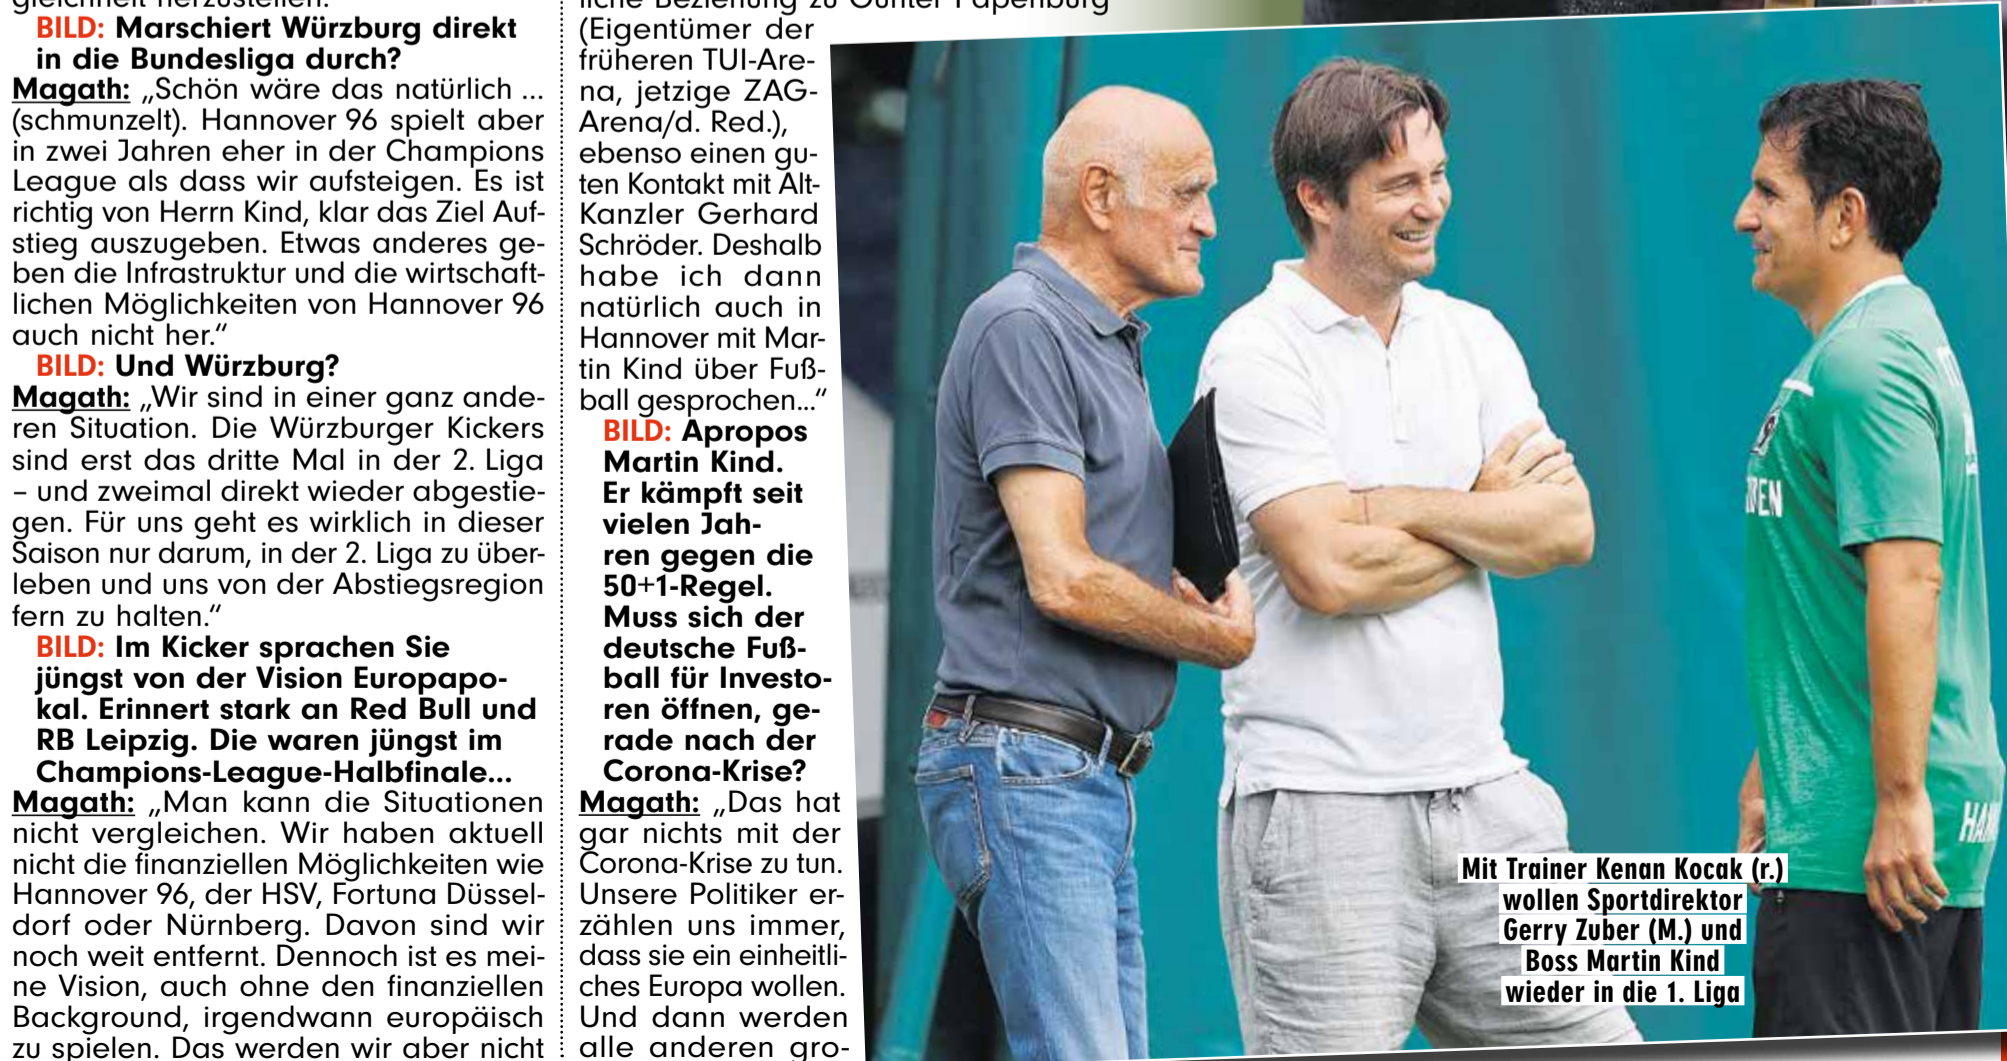 gleichheit herzustellen.“
BILD: Marschiert Würzburg direkt
in die Bundesliga durch?
Magath: „Schön wäre das natürlich ...
(schmunzelt). Hannover 96 spielt aber
in zwei Jahren eher in der Champions
League als dass wir aufsteigen. Es ist
richtig von Herrn Kind, klar das Ziel Auf-
stieg auszugeben. Etwas anderes ge-
ben die Infrastruktur und die wirtschaft-
lichen Möglichkeiten von Hannover 96
auch nicht her.“
BILD: Und Würzburg?
Magath: „Wir sind in einer ganz ande-
ren Situation. Die Würzburger Kickers
sind erst das dritte Mal in der 2. Liga
– und zweimal direkt wieder abgestie-
gen. Für uns geht es wirklich in dieser
Saison nur darum, in der 2. Liga zu über-
leben und uns von der Abstiegsregion
fern zu halten.“
BILD: Im Kicker sprachen Sie
jüngst von der Vision Europapo-
kal. Erinnert stark an Red Bull und
RB Leipzig. Die waren jüngst im
Champions-League-Halbfinale...
Magath: „Man kann die Situationen
nicht vergleichen. Wir haben aktuell
nicht die finanziellen Möglichkeiten wie
Hannover 96, der HSV, Fortuna Düssel-
dorf oder Nürnberg. Davon sind wir
noch weit entfernt. Dennoch ist es mei-
ne Vision, auch ohne den finanziellen
Background, irgendwann europäisch
zu spielen. Das werden wir aber nicht
liche Beziehung zu Günter Papenburg
(Eigentümer der
früheren TUI-Are-
na, jetzige ZAG-
Arena/d. Red.),
ebenso einen gu-
ten Kontakt mit Alt-
Kanzler Gerhard
Schröder. Deshalb
habe ich dann
natürlich auch in
Hannover mit Mar-
tin Kind über Fuß-
ball gesprochen...“
BILD: Apropos
Martin Kind.
Er kämpft seit
vielen Jah-
ren gegen die
50+1-Regel.
Muss sich der
deutsche Fuß-
ball für Investo-
ren öffnen, ge-
rade nach der
Corona-Krise?
Magath: „Das hat
gar nichts mit der
Corona-Krise zu tun.
Unsere Politiker er-
zählen uns immer,
dass sie ein einheitli-
ches Europa wollen.
Und dann werden
alle anderen gro-
Mit Trainer Kenan Kocak (r.)
wollen Sportdirektor
Gerry Zuber (M.) und
Boss Martin Kind
wieder in die 1. Liga